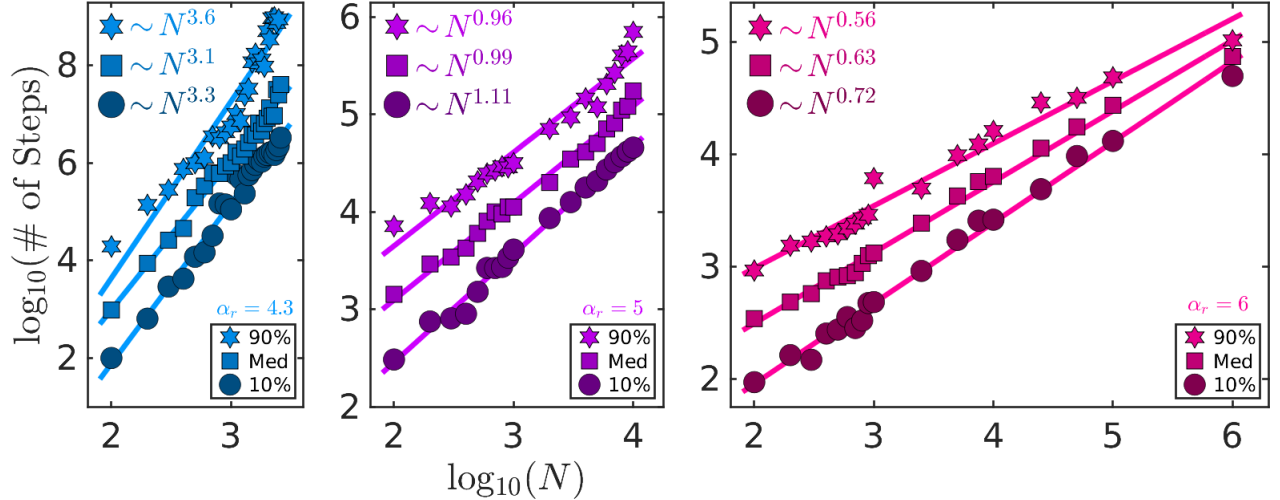 log₁₀(# of Steps)
8
6
4
2
2
3
~ N^3.6
~ N^3.1
~ N^3.3
α_r = 4.3
90%
Med
10%
6
5
4
3
2
2
3
4
~ N^0.96
~ N^0.99
~ N^1.11
α_r = 5
90%
Med
10%
5
4
3
2
2
3
4
5
6
~ N^0.56
~ N^0.63
~ N^0.72
α_r = 6
90%
Med
10%
log₁₀(N)